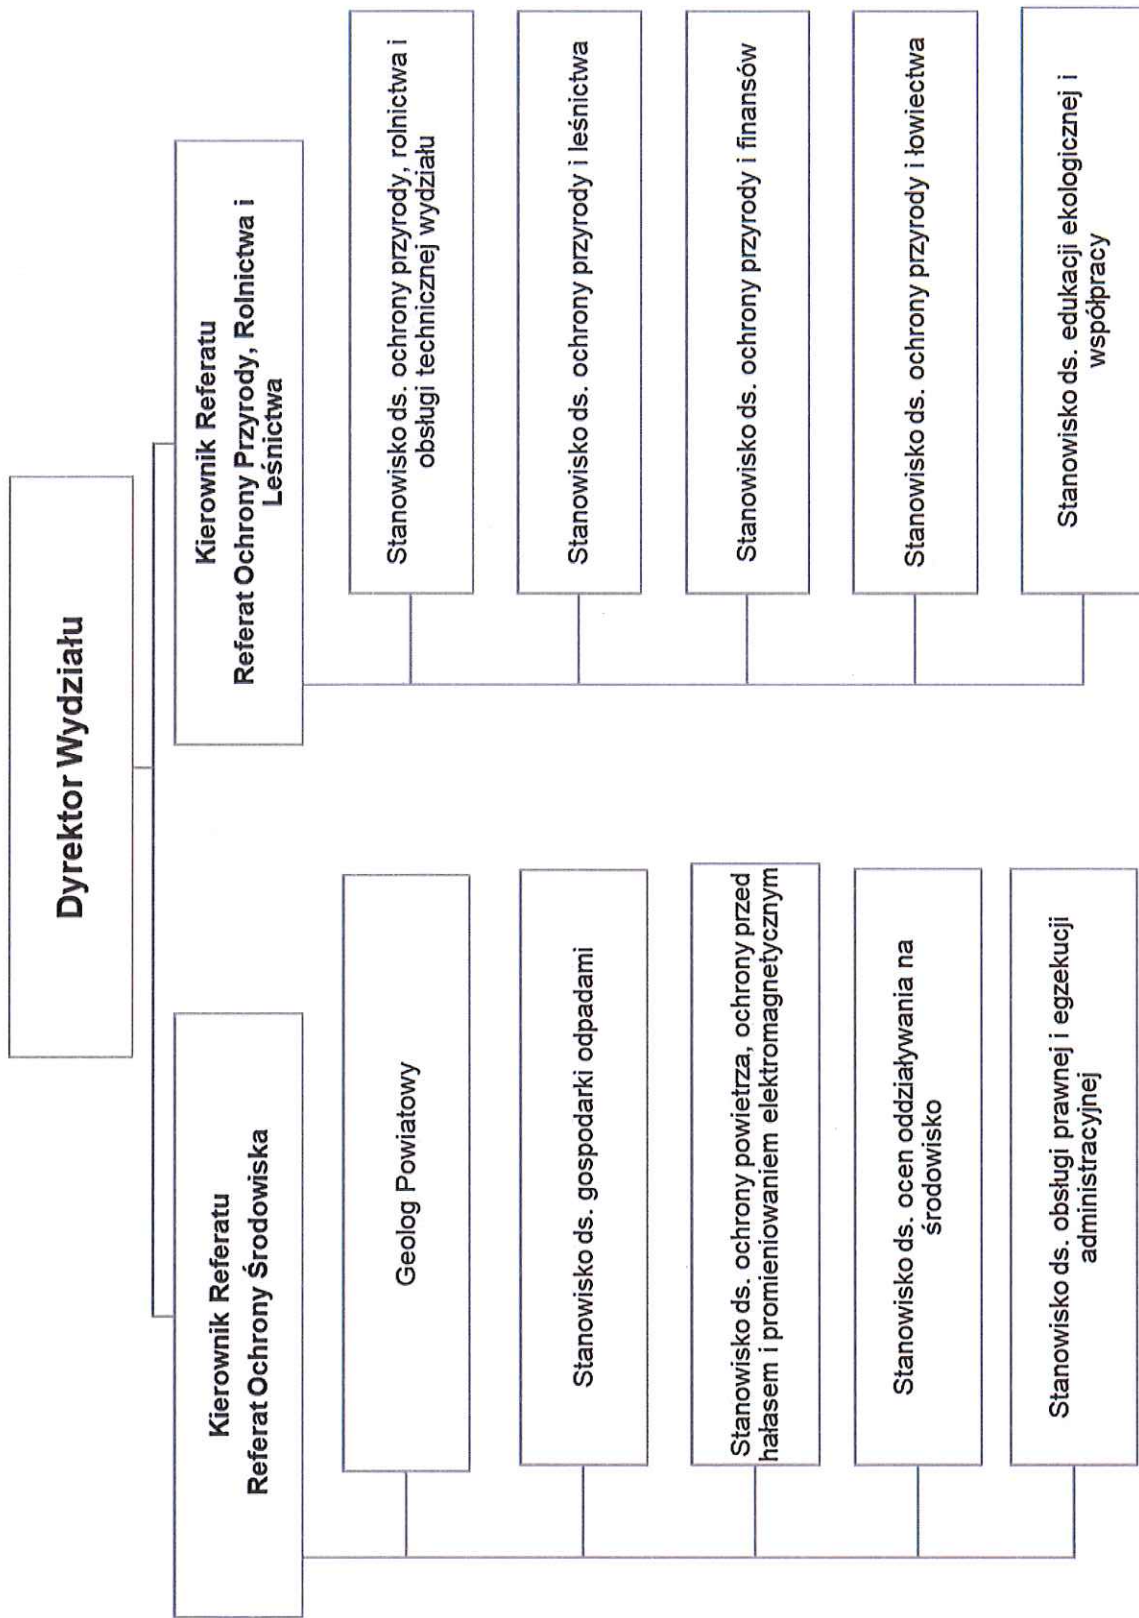 Dyrektor Wydziału
Kierownik Referatu
Referat Ochrony Środowiska
Geolog Powiatowy
Stanowisko ds. gospodarki odpadami
Stanowisko ds. ochrony powietrza, ochrony przed
hałasem i promieniowaniem elektromagnetycznym
Stanowisko ds. ocen oddziaływania na
środowisko
Stanowisko ds. obsługi prawnej i egzekucji
administracyjnej
Kierownik Referatu
Referat Ochrony Przyrody, Rolnictwa i
Leśnictwa
Stanowisko ds. ochrony przyrody, rolnictwa i
obsługi technicznej wydziału
Stanowisko ds. ochrony przyrody i leśnictwa
Stanowisko ds. ochrony przyrody i finansów
Stanowisko ds. ochrony przyrody i łowiectwa
Stanowisko ds. edukacji ekologicznej i
współpracy